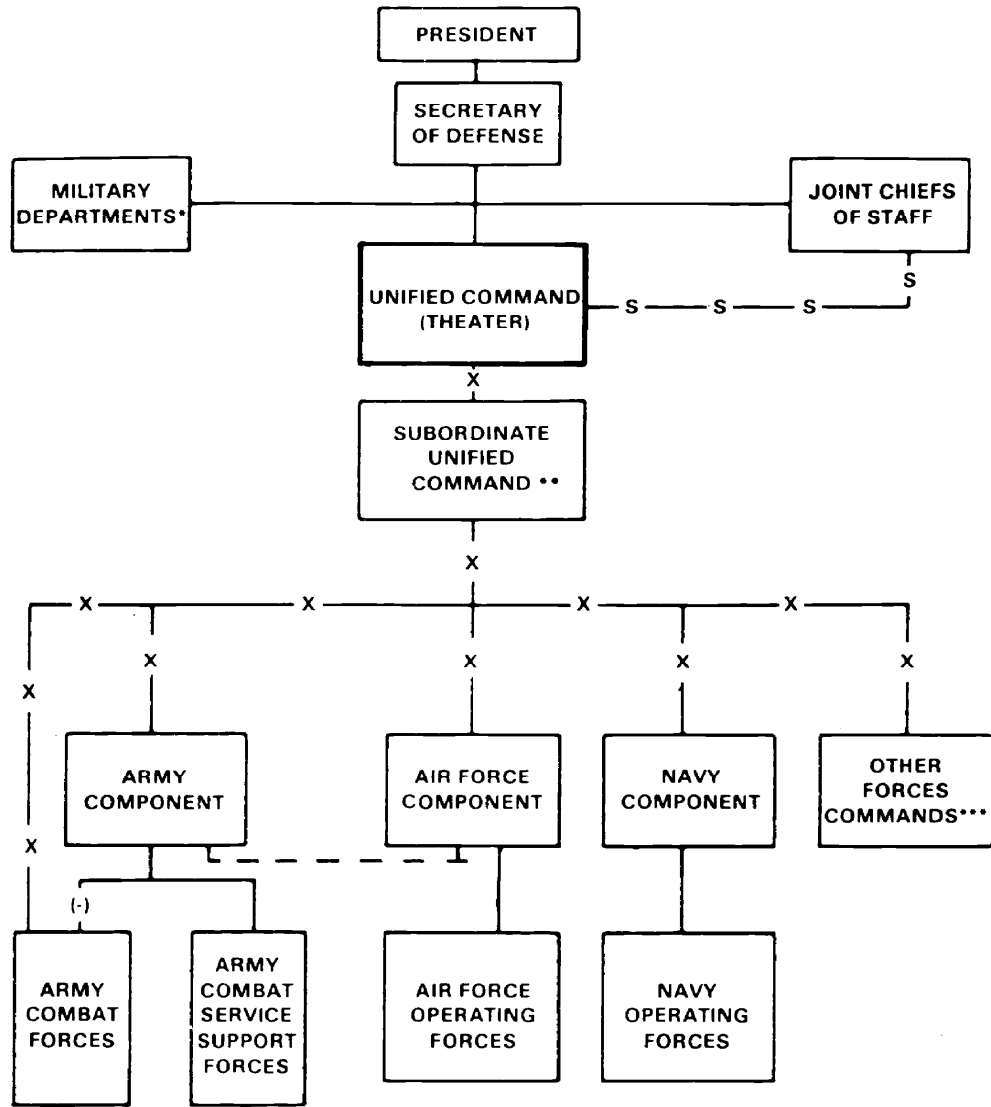 PRESIDENT
SECRETARY
OF DEFENSE
MILITARY
DEPARTMENTS*
JOINT CHIEFS
OF STAFF
S
UNIFIED COMMAND
(THEATER)
S S S
X
SUBORDINATE
UNIFIED
COMMAND **
X
X X X X
X X X X
X
ARMY
COMPONENT
AIR FORCE
COMPONENT
NAVY
COMPONENT
OTHER
FORCES
COMMANDS***
X
(-)
ARMY
COMBAT
FORCES
ARMY
COMBAT
SERVICE
SUPPORT
FORCES
AIR FORCE
OPERATING
FORCES
NAVY
OPERATING
FORCES